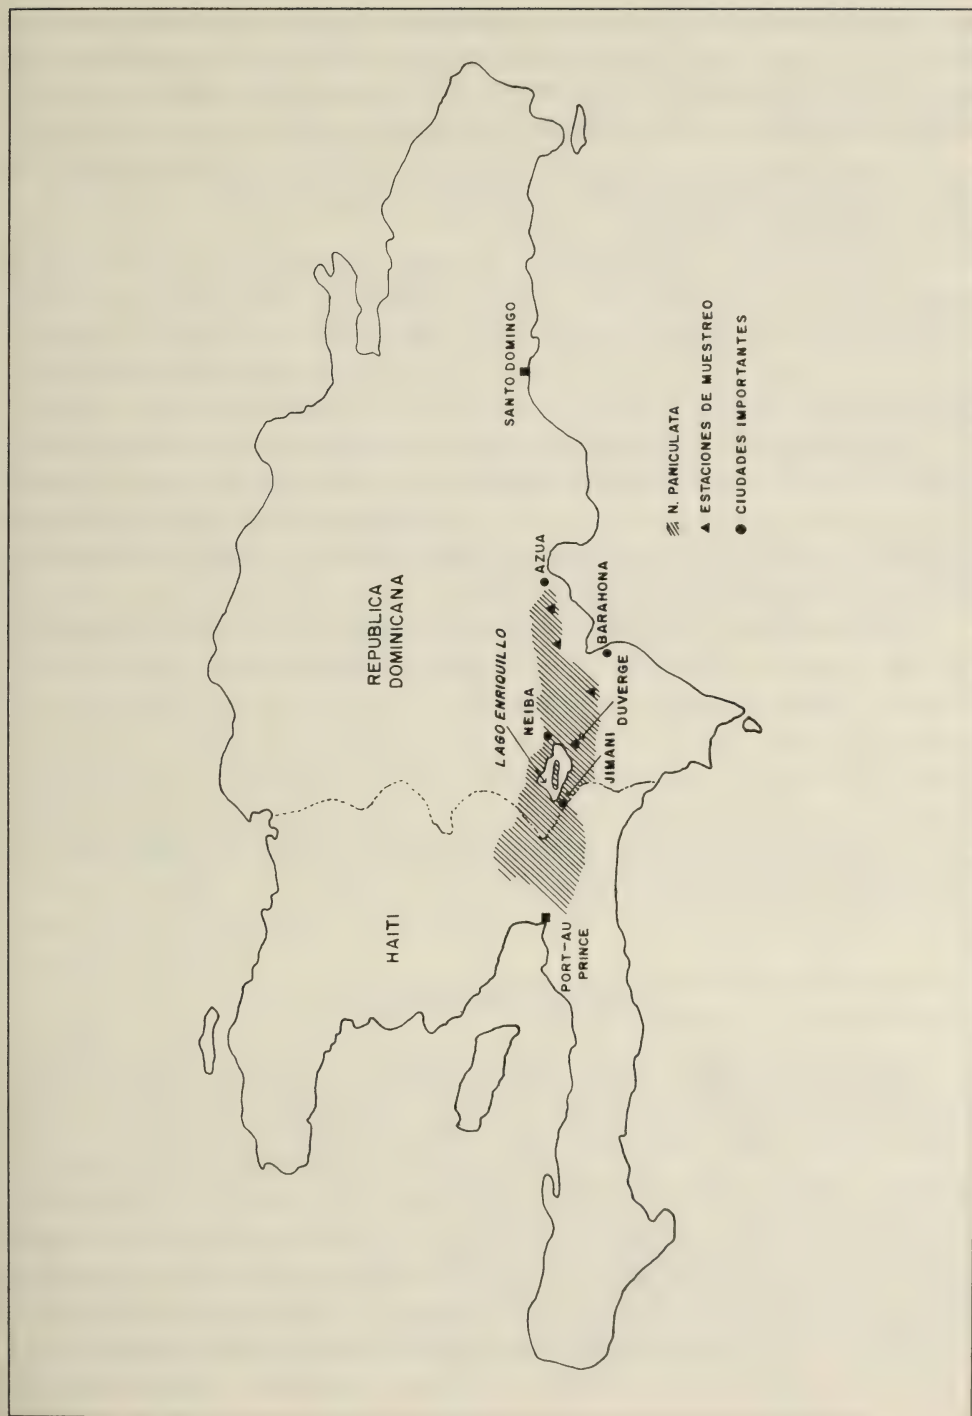 HAITI
REPUBLICA
DOMINICANA
LAGO ENRIQUILLO
NEIBA
AZUA
SANTO DOMINGO
PORT-AU
PRINCE
JIMANI
DUVERGE
BARAHONA
N. PANICULATA
ESTACIONES DE MUESTREO
CIUDADES IMPORTANTES